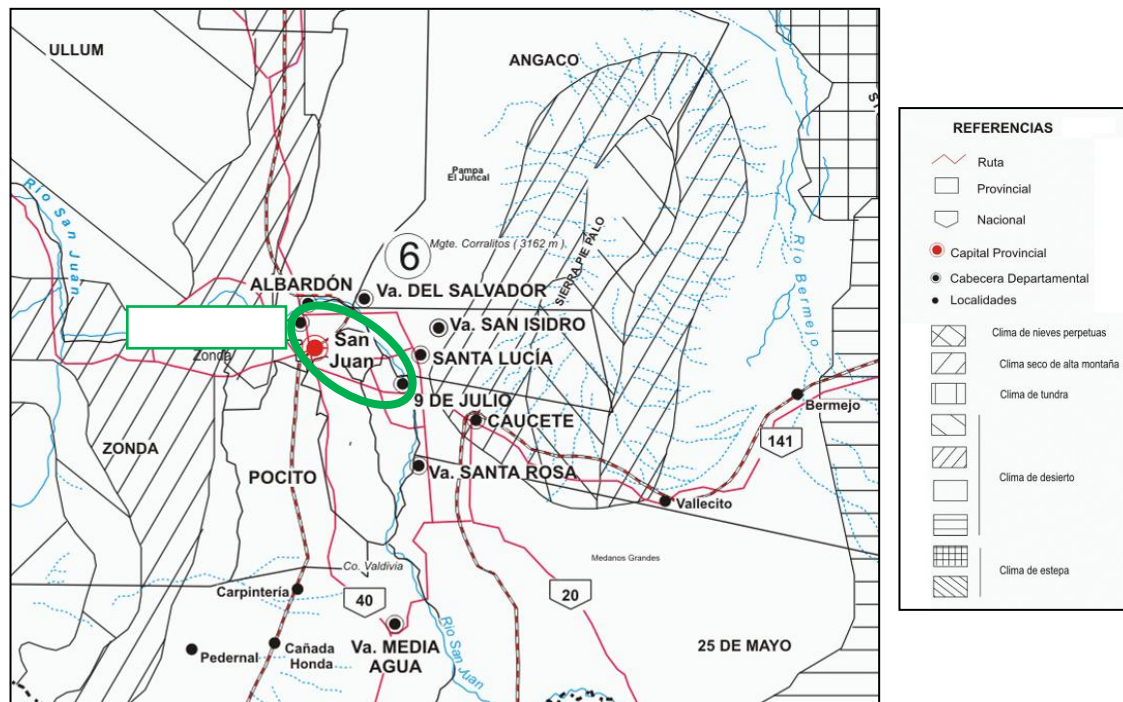 ULLUM
ANGACO
Pampa
El Juncal
Río San Juan
6
Mgte. Corralitos ( 3162 m ).
SIERRA PIE PALO
Río Bermejo
ALBARDÓN
Va. DEL SALVADOR
Va. SAN ISIDRO
San
Juan
Zonda
SANTA LUCÍA
9 DE JULIO
CAUCETE
Bermejo
141
ZONDA
POCITO
Va. SANTA ROSA
Vallecito
Co. Valdivia
Medanos Grandes
Carpintería
40
20
Pedernal
Cañada
Honda
Va. MEDIA
AGUA
Río San Juan
25 DE MAYO
REFERENCIAS
Ruta
Provincial
Nacional
Capital Provincial
Cabecera Departamental
Localidades
Clima de nieves perpetuas
Clima seco de alta montaña
Clima de tundra
Clima de desierto
Clima de estepa